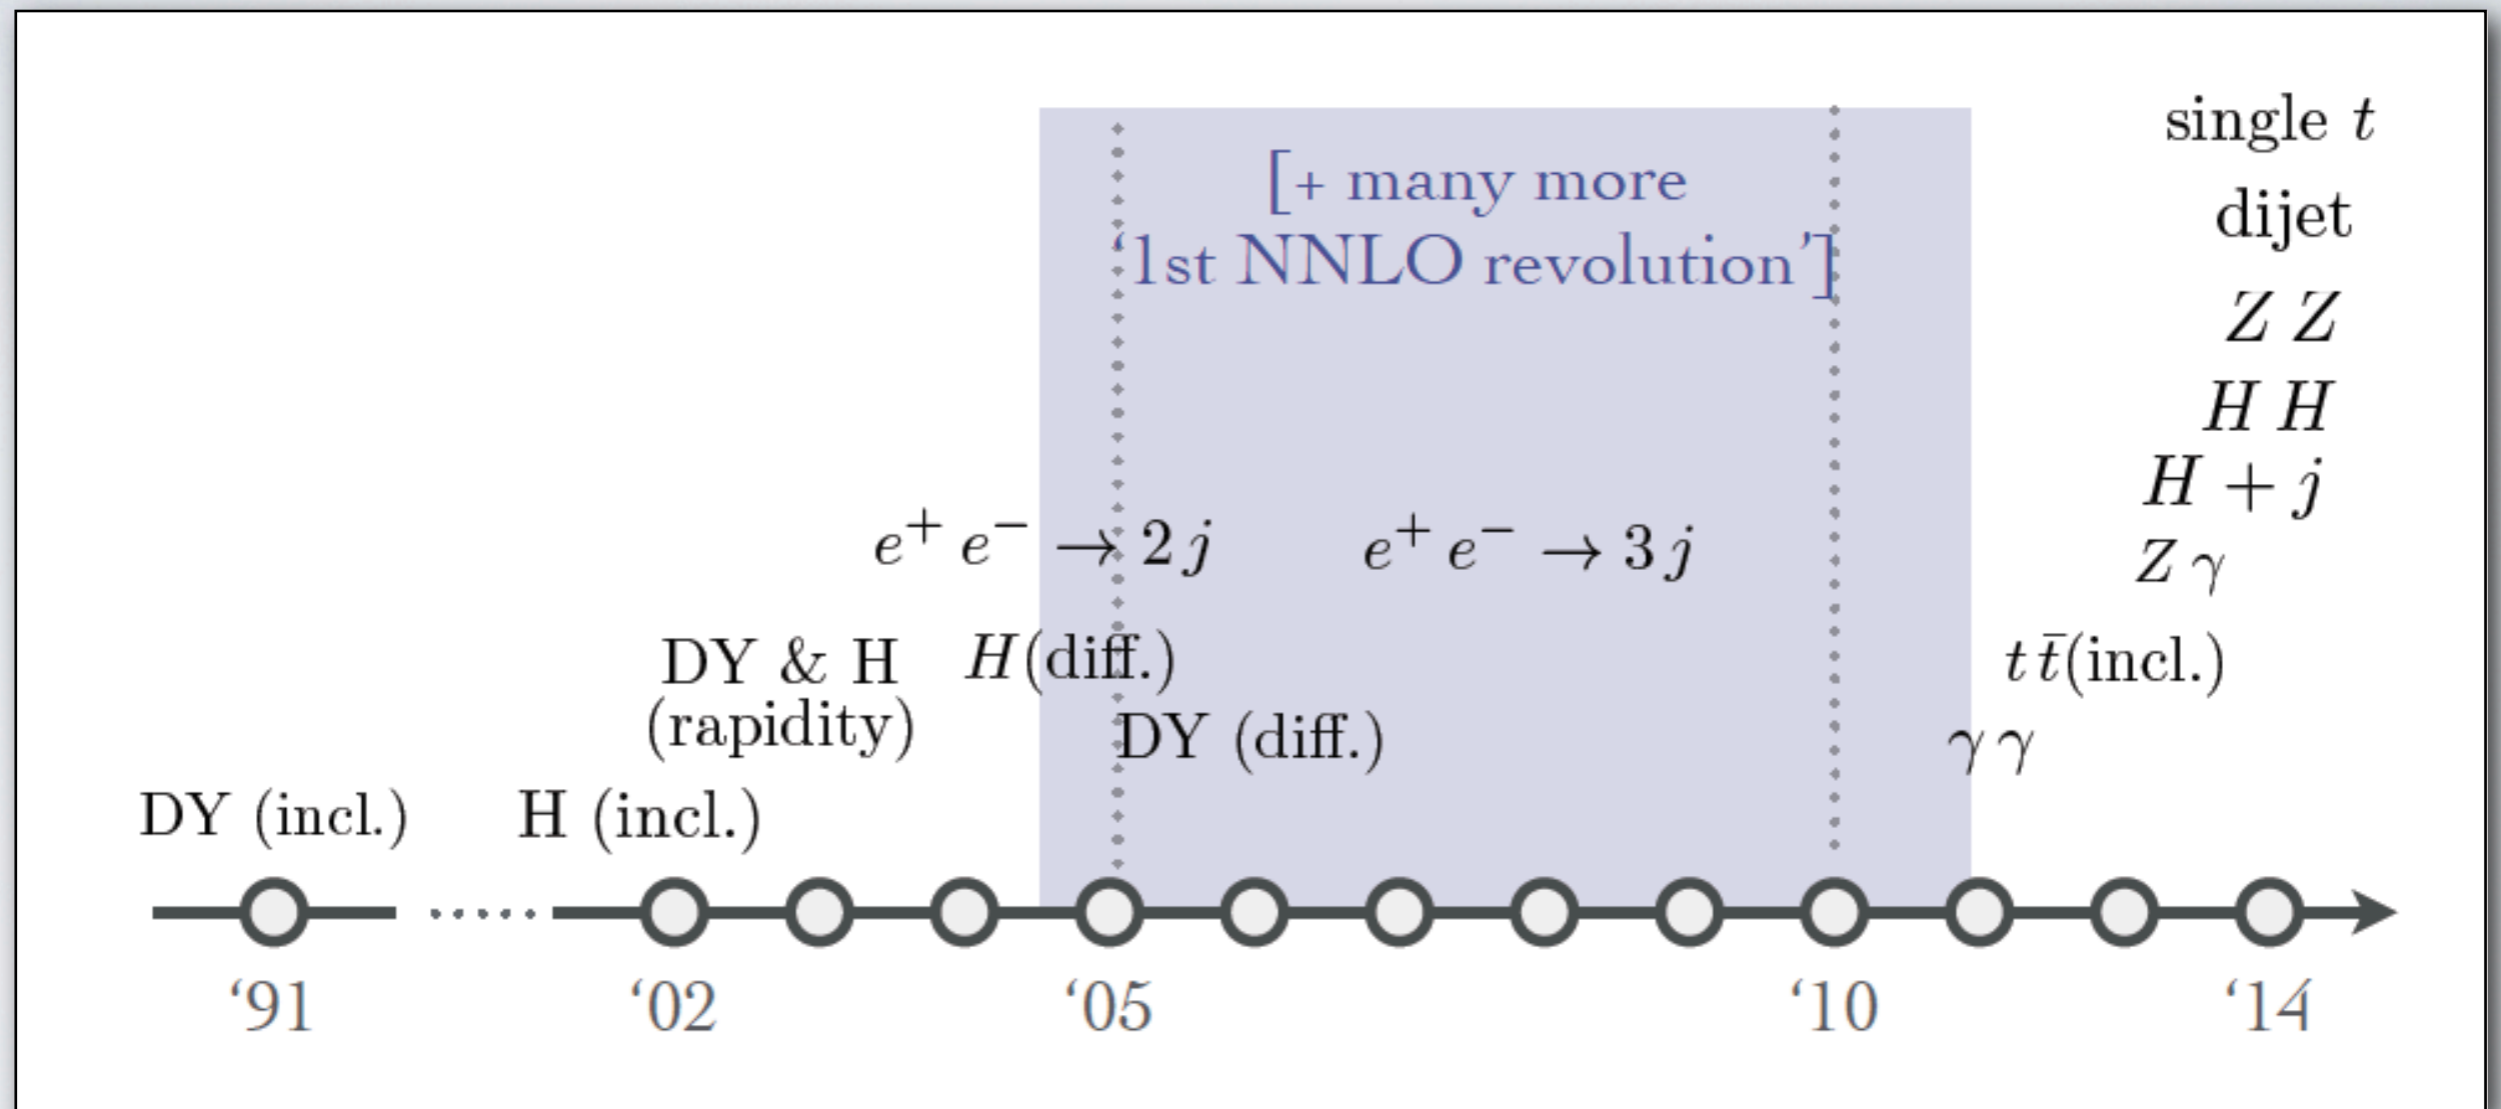 single t
[+ many more
dijet
‘1st NNLO revolution’]
Z Z
H H
H + j
e⁺ e⁻ → 2 j
e⁺ e⁻ → 3 j
Z γ
DY & H
(rapidity)
H(diff.)
t t̄(incl.)
DY (diff.)
γ γ
DY (incl.)
H (incl.)
‘91 ‘02 ‘05 ‘10 ‘14